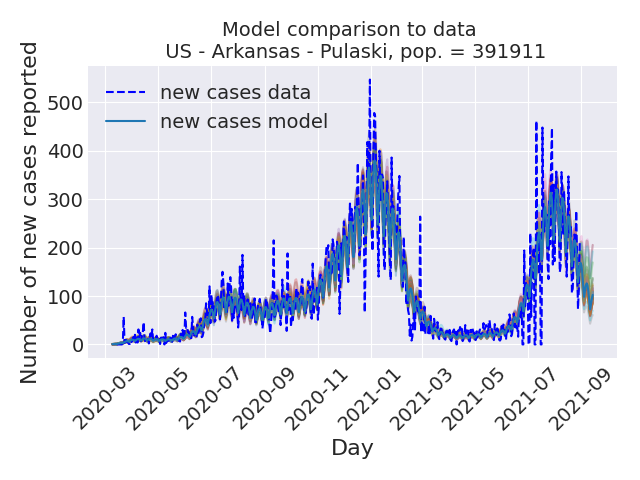 Model comparison to data
US - Arkansas - Pulaski, pop. = 391911
new cases data
new cases model
Number of new cases reported
500
400
300
200
100
0
2020-03
2020-05
2020-07
2020-09
2020-11
2021-01
2021-03
2021-05
2021-07
2021-09
Day